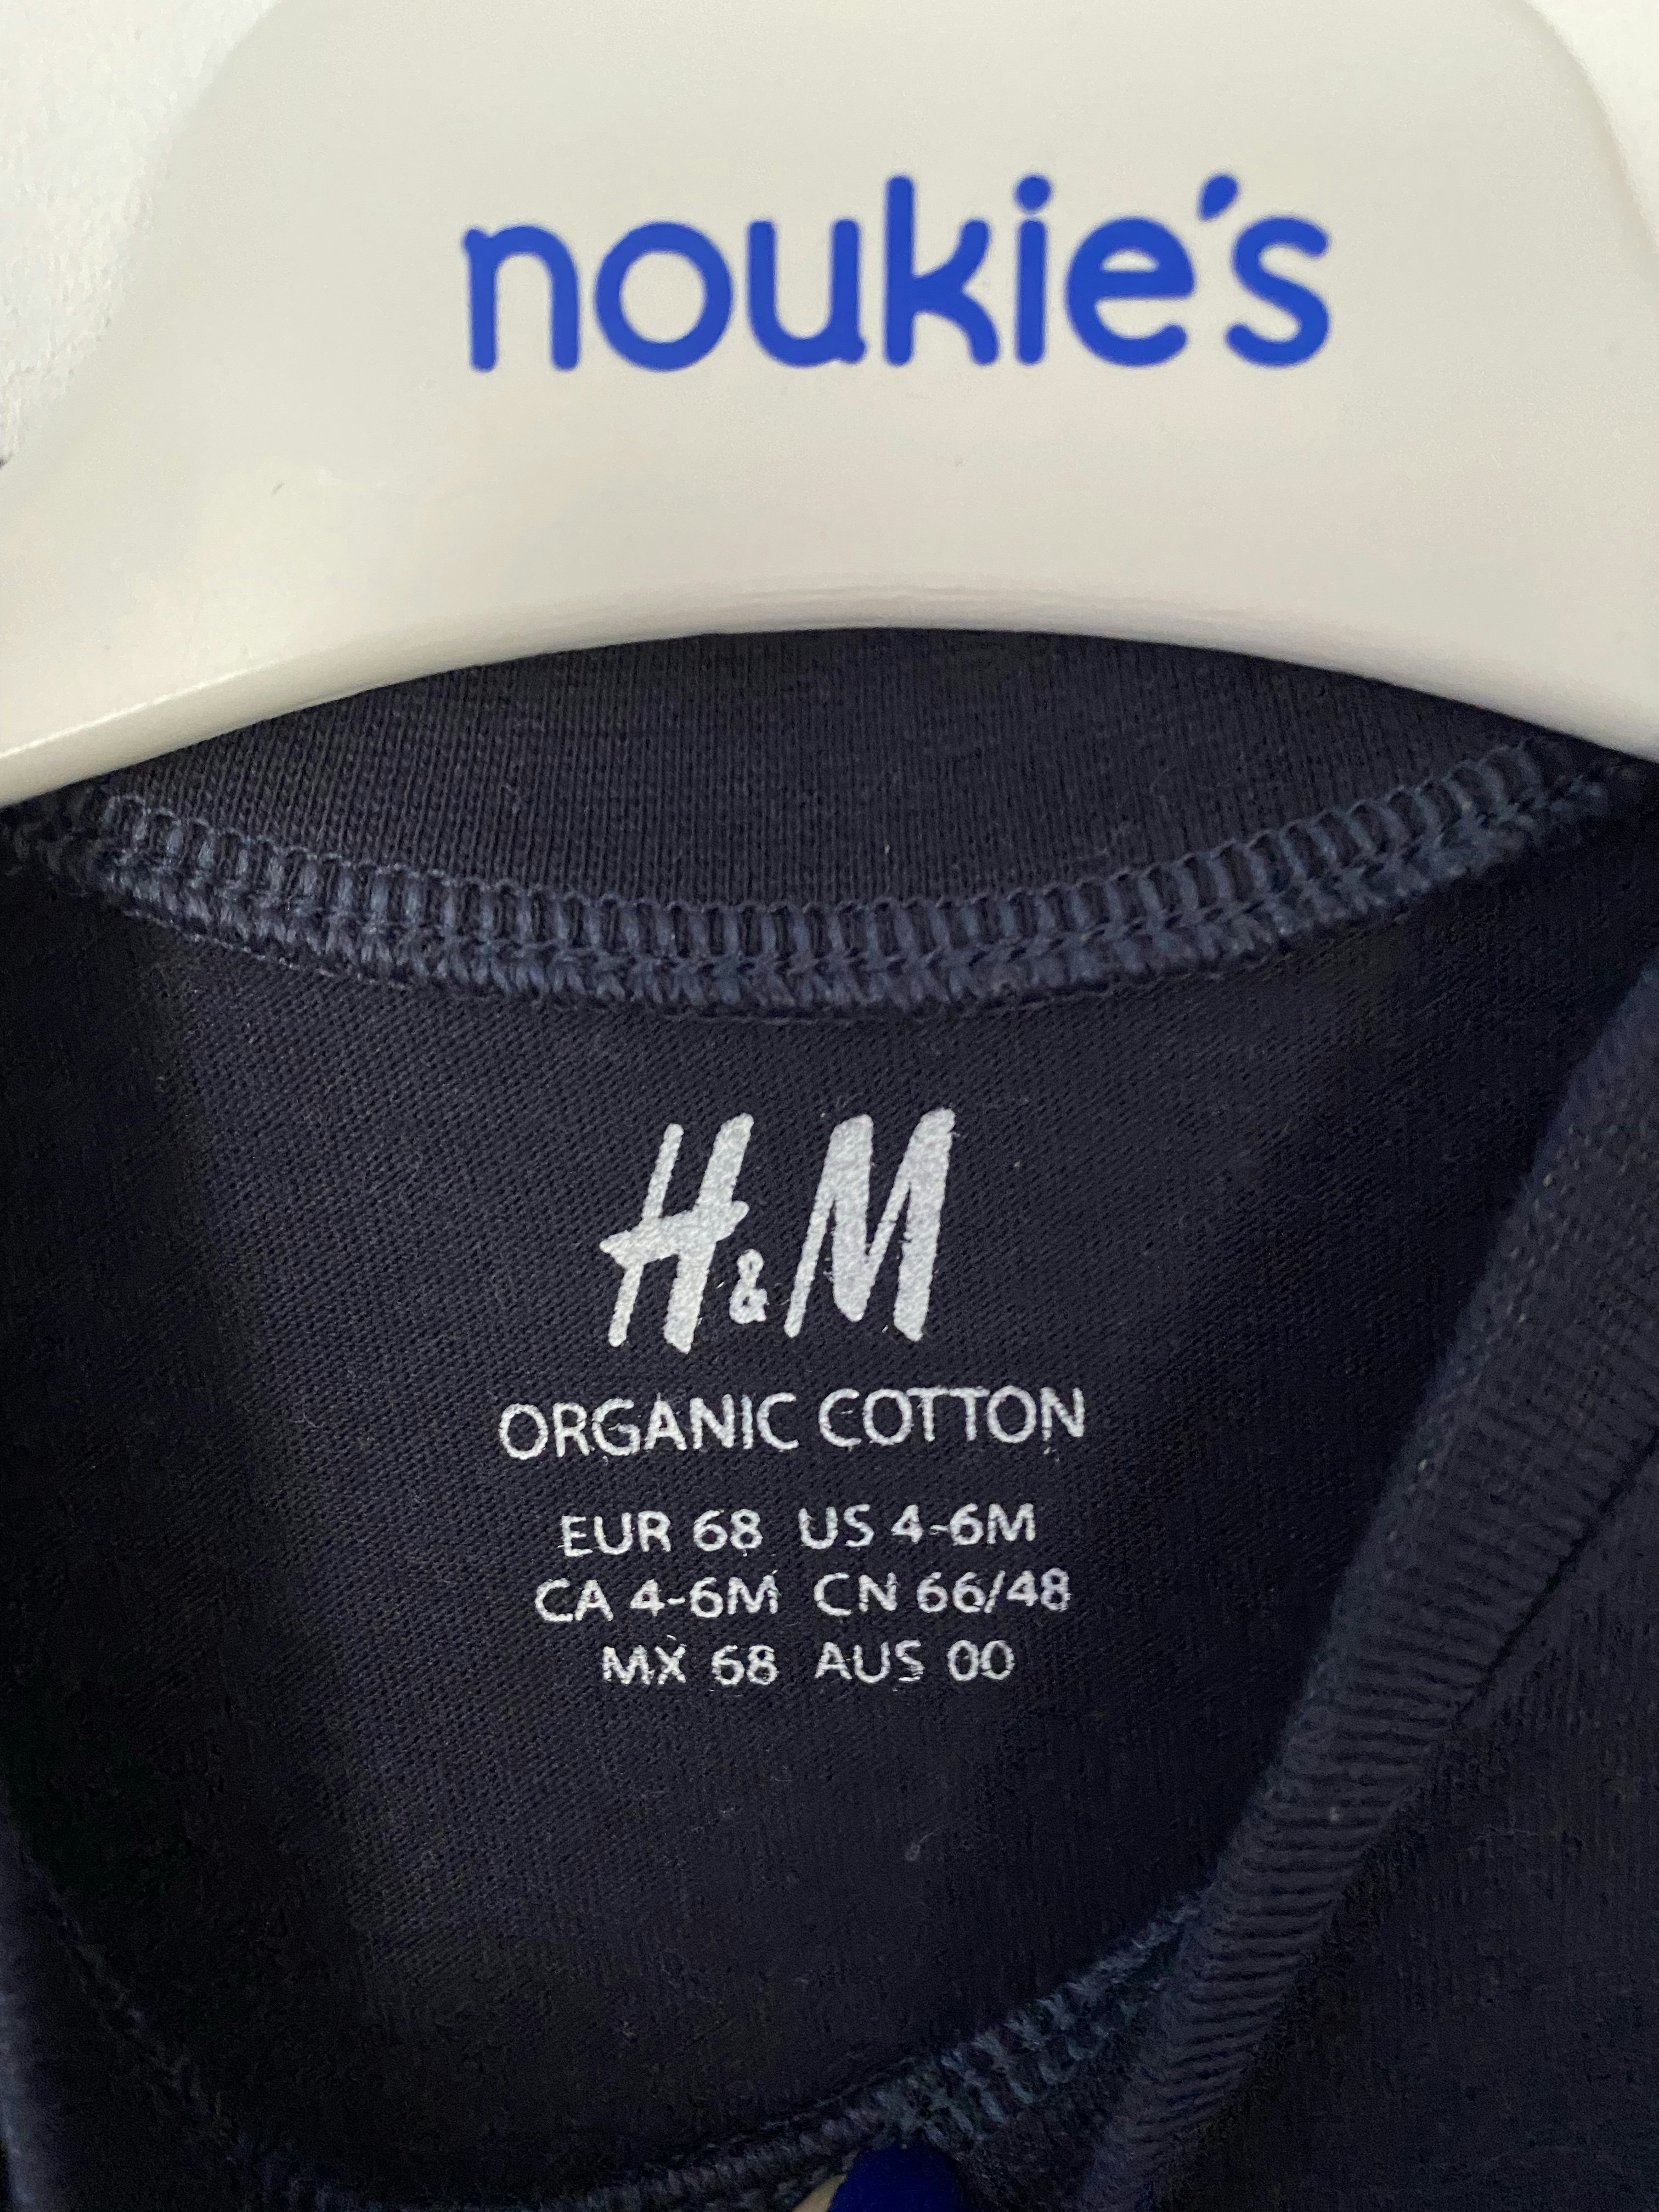 noukie's
H&M
ORGANIC COTTON
EUR 68 US 4-6M
CA 4-6M CN 66/48
MX 68 AUS 00